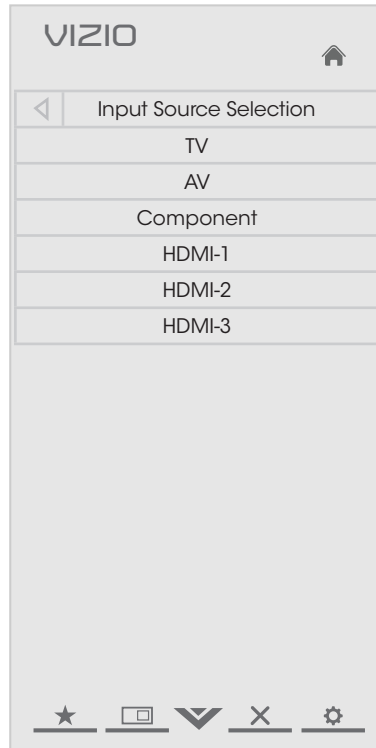 VIZIO
Input Source Selection
TV
AV
Component
HDMI-1
HDMI-2
HDMI-3